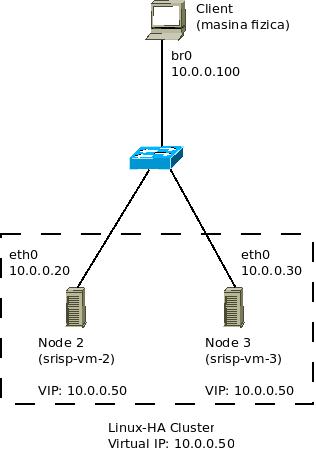 Client
(masina fizica)
br0
10.0.0.100
eth0
10.0.0.20
eth0
10.0.0.30
Node 2
(srisp-vm-2)
VIP: 10.0.0.50
Node 3
(srisp-vm-3)
VIP: 10.0.0.50
Linux-HA Cluster
Virtual IP: 10.0.0.50